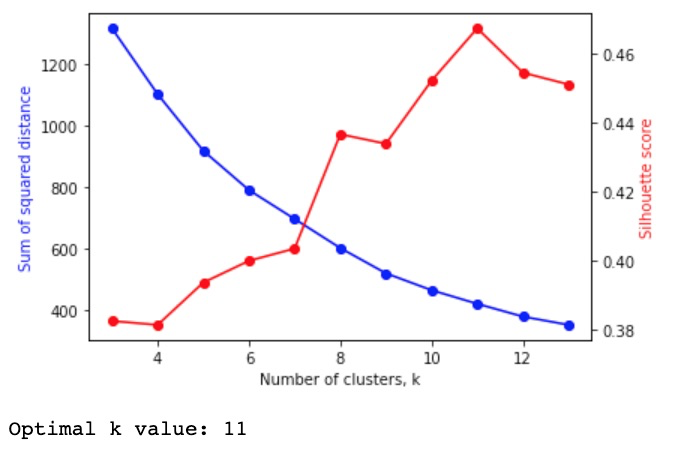 Sum of squared distance
1200
1000
800
600
400
0.46
0.44
0.42
0.40
0.38
Silhouette score
4 6 8 10 12
Number of clusters, k
Optimal k value: 11